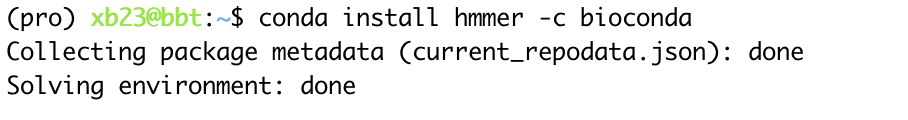 (pro) xb23@bbt:~$ conda install hmmer -c bioconda
Collecting package metadata (current_repodata.json): done
Solving environment: done